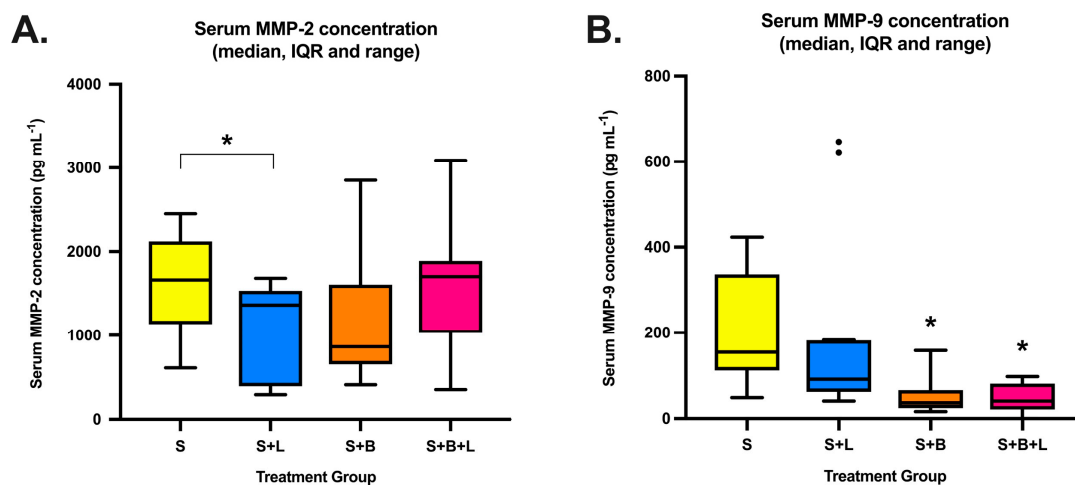 A.
Serum MMP-2 concentration
(median, IQR and range)
Serum MMP-2 concentration (pg mL⁻¹)
4000
3000
2000
1000
0
*
S
S+L
S+B
S+B+L
Treatment Group
B.
Serum MMP-9 concentration
(median, IQR and range)
Serum MMP-9 concentration (pg mL⁻¹)
800
600
400
200
0
*
*
S
S+L
S+B
S+B+L
Treatment Group